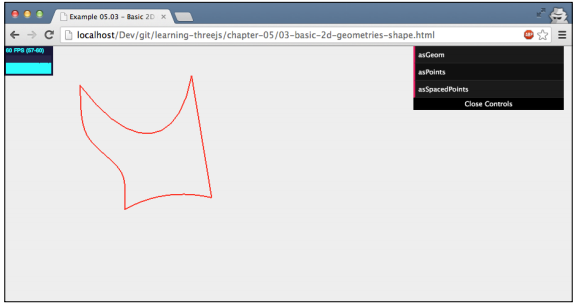 Example 05.03 - Basic 2D
localhost/Dev/git/learning-threejs/chapter-05/03-basic-2d-geometries-shape.html
60 FPS (57-60)
asGeom
asPoints
asSpacedPoints
Close Controls